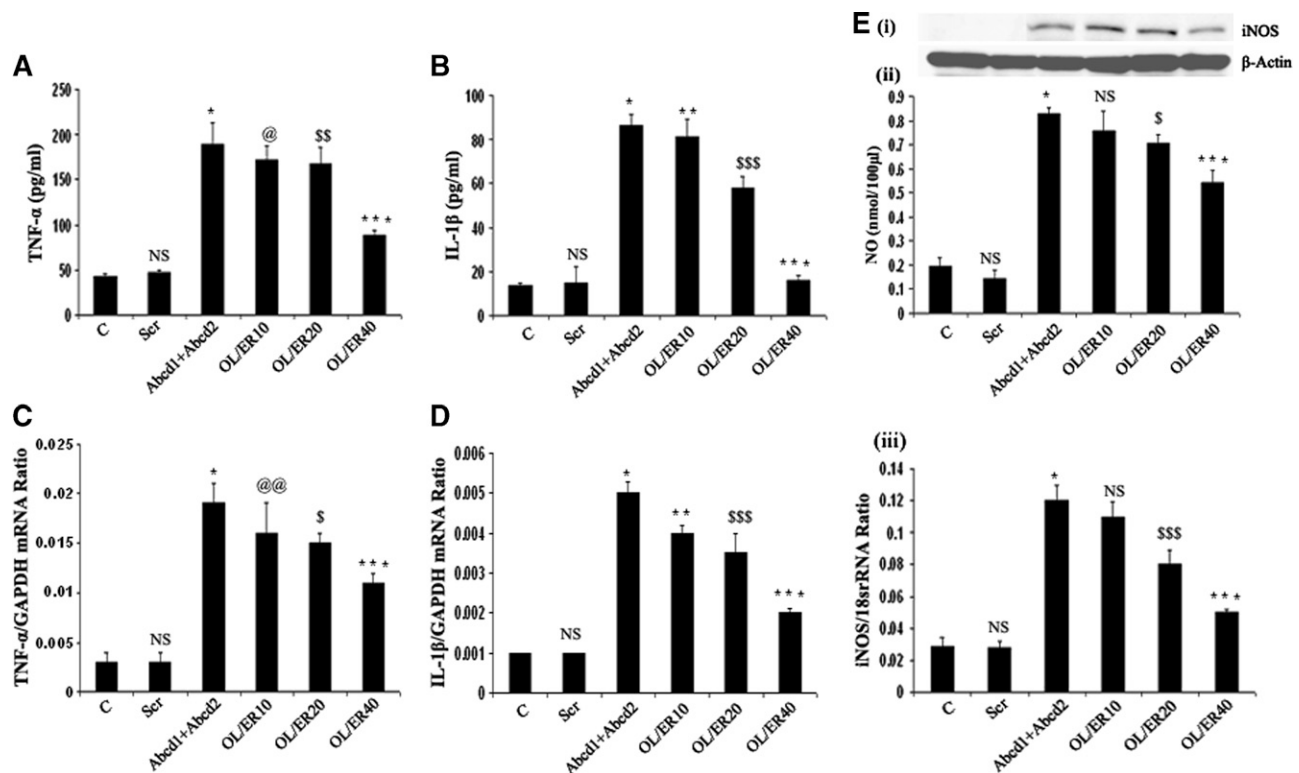 A
TNF-α (pg/ml)
250
200
150
100
50
0
*
@
$$
***
NS
C
Scr
Abcd1+Abcd2
OL/ER10
OL/ER20
OL/ER40
B
IL-1β (pg/ml)
100
80
60
40
20
0
*
**
$$$
***
NS
C
Scr
Abcd1+Abcd2
OL/ER10
OL/ER20
OL/ER40
E (i)
iNOS
β-Actin
(ii)
NO (nmol/100µl)
0.9
0.8
0.7
0.6
0.5
0.4
0.3
0.2
0.1
0
*
NS
$
***
NS
C
Scr
Abcd1+Abcd2
OL/ER10
OL/ER20
OL/ER40
C
TNF-α/GAPDH mRNA Ratio
0.025
0.02
0.015
0.01
0.005
0
*
@@
$
***
NS
C
Scr
Abcd1+Abcd2
OL/ER10
OL/ER20
OL/ER40
D
IL-1β/GAPDH mRNA Ratio
0.006
0.005
0.004
0.003
0.002
0.001
0
*
**
$$$
***
NS
C
Scr
Abcd1+Abcd2
OL/ER10
OL/ER20
OL/ER40
(iii)
iNOS/18srRNA Ratio
0.14
0.12
0.10
0.08
0.06
0.04
0.02
0
*
NS
$$$
***
NS
C
Scr
Abcd1+Abcd2
OL/ER10
OL/ER20
OL/ER40